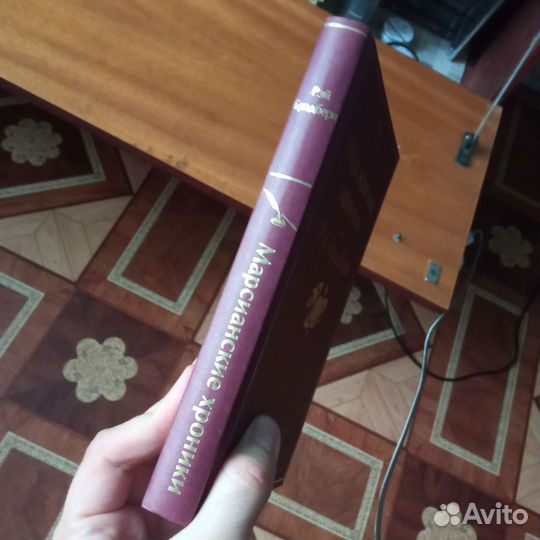 Рэй
Брэдбери
Марсианские хроники
Avito